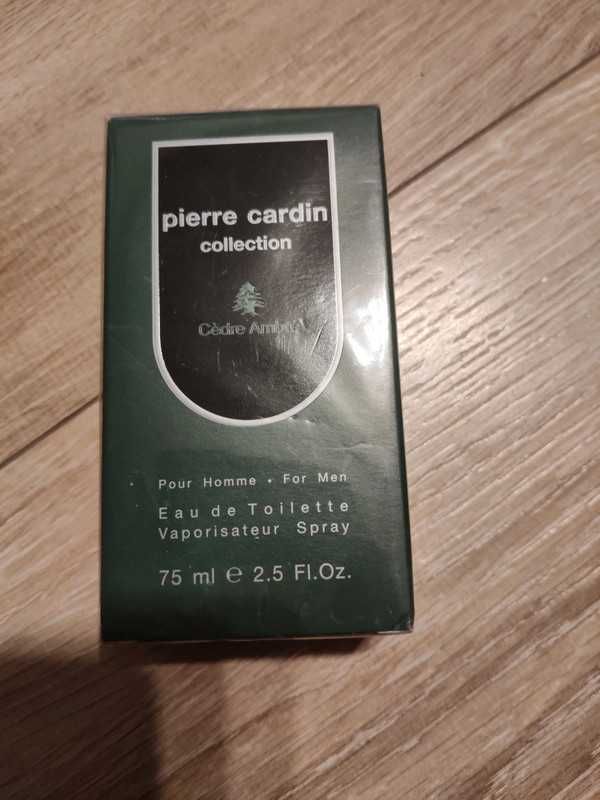 pierre cardin
collection
Cèdre Ambre
Pour Homme • For Men
Eau de Toilette
Vaporisateur Spray
75 ml ℮ 2.5 Fl.Oz.